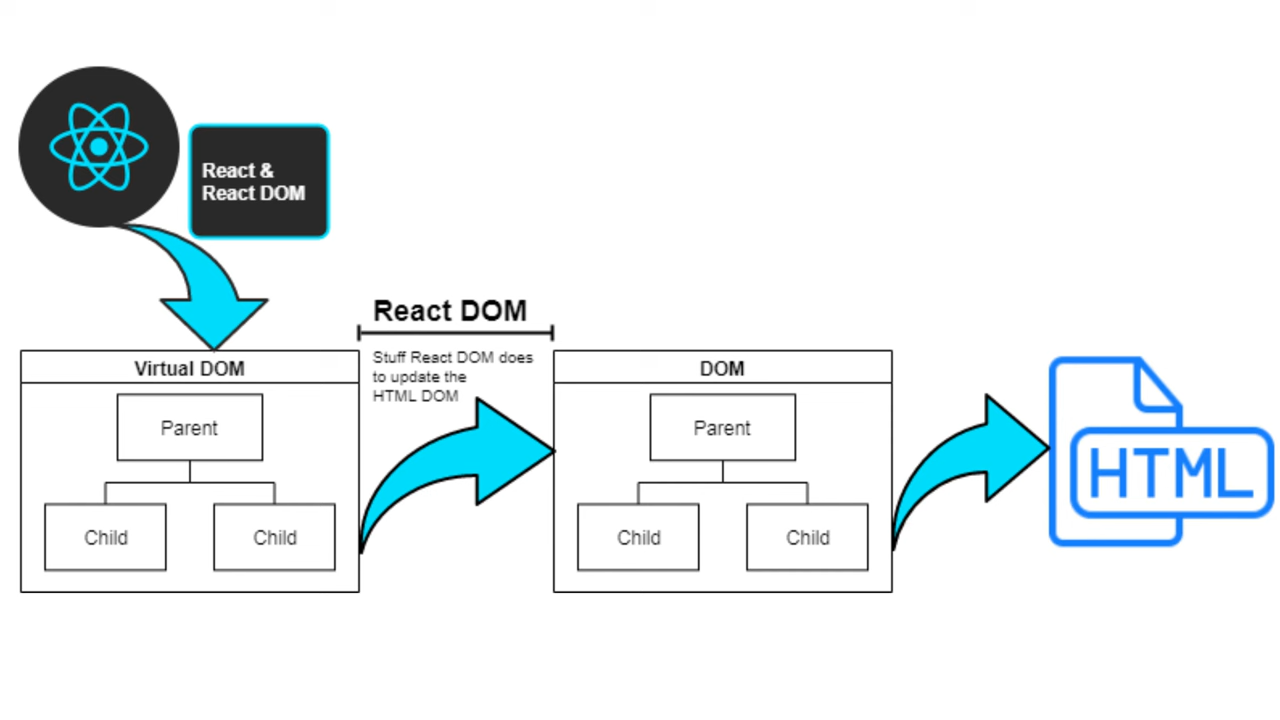 React &
React DOM
React DOM
Stuff React DOM does
to update the
HTML DOM
Virtual DOM
Parent
Child
Child
DOM
Parent
Child
Child
HTML